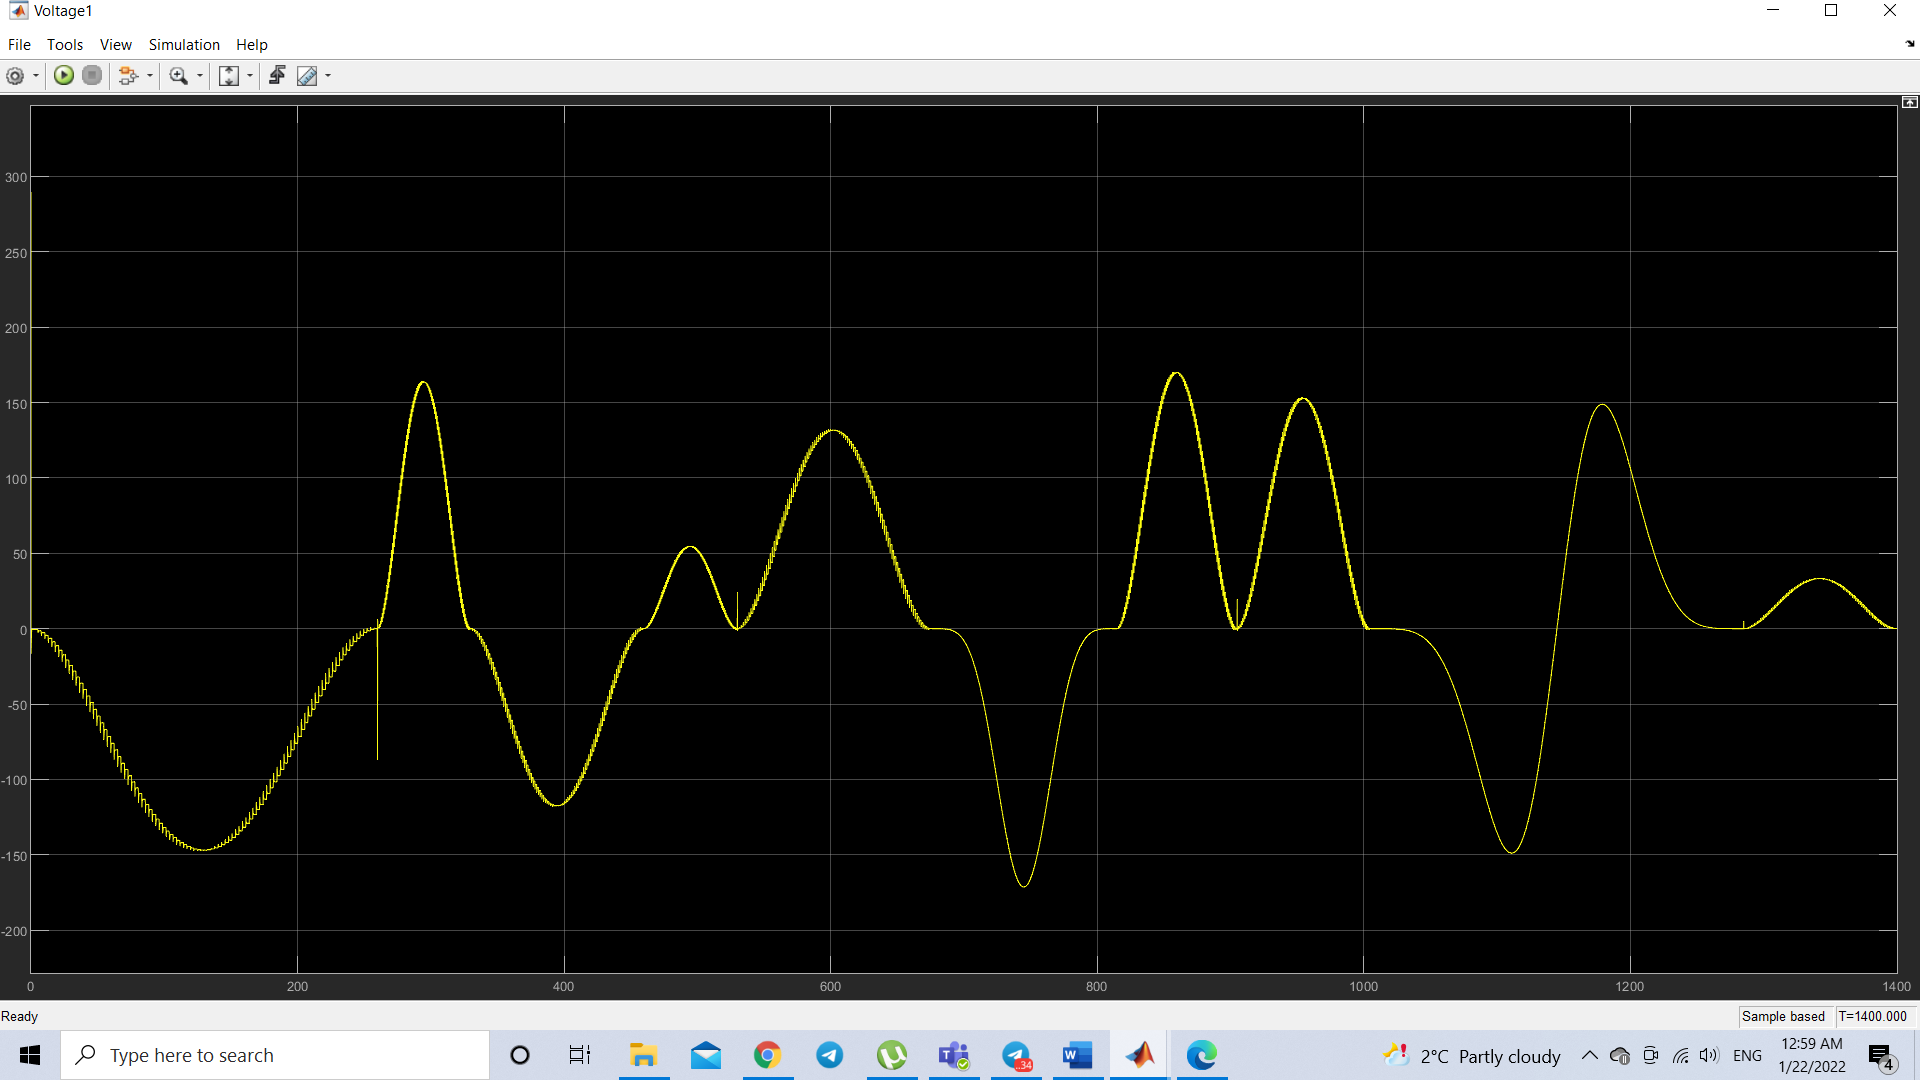 Voltage1
File Tools View Simulation Help
300
250
200
150
100
50
0
-50
-100
-150
-200
0 200 400 600 800 1000 1200 1400
Ready Sample based T=1400.000
Type here to search
T
..34
W
2°C Partly cloudy ENG
12:59 AM
1/22/2022
4